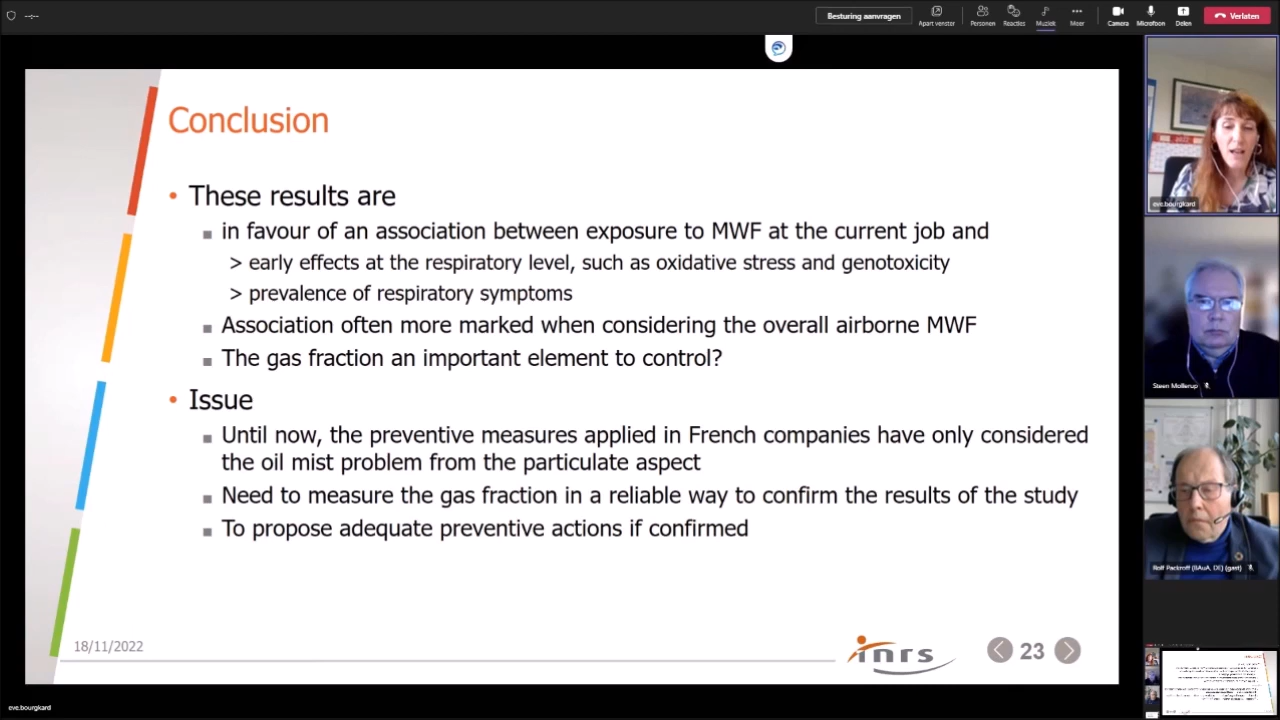 Besturing aanvragen
Apart venster
Personen
Reacties
Muziek
Meer
Camera
Microfoon
Delen
Verlaten
Conclusion
• These results are
■ in favour of an association between exposure to MWF at the current job and
> early effects at the respiratory level, such as oxidative stress and genotoxicity
> prevalence of respiratory symptoms
■ Association often more marked when considering the overall airborne MWF
■ The gas fraction an important element to control?
• Issue
■ Until now, the preventive measures applied in French companies have only considered
the oil mist problem from the particulate aspect
■ Need to measure the gas fraction in a reliable way to confirm the results of the study
■ To propose adequate preventive actions if confirmed
18/11/2022
inrs
23
eve.bourgkard
Steen Mollerup
Rolf Packroff (BAuA, DE) (gast)
eve.bourgkard